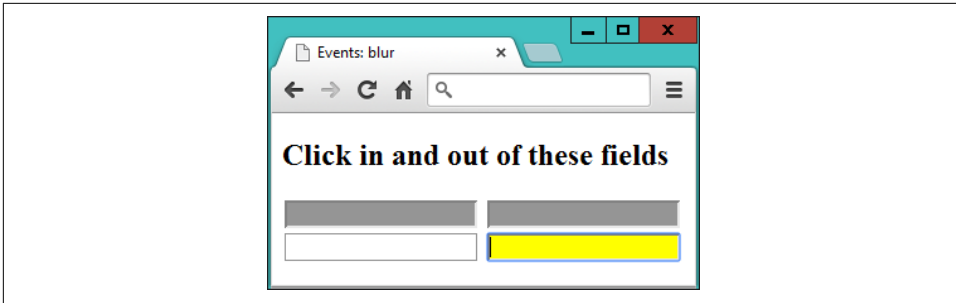 Events: blur
Click in and out of these fields